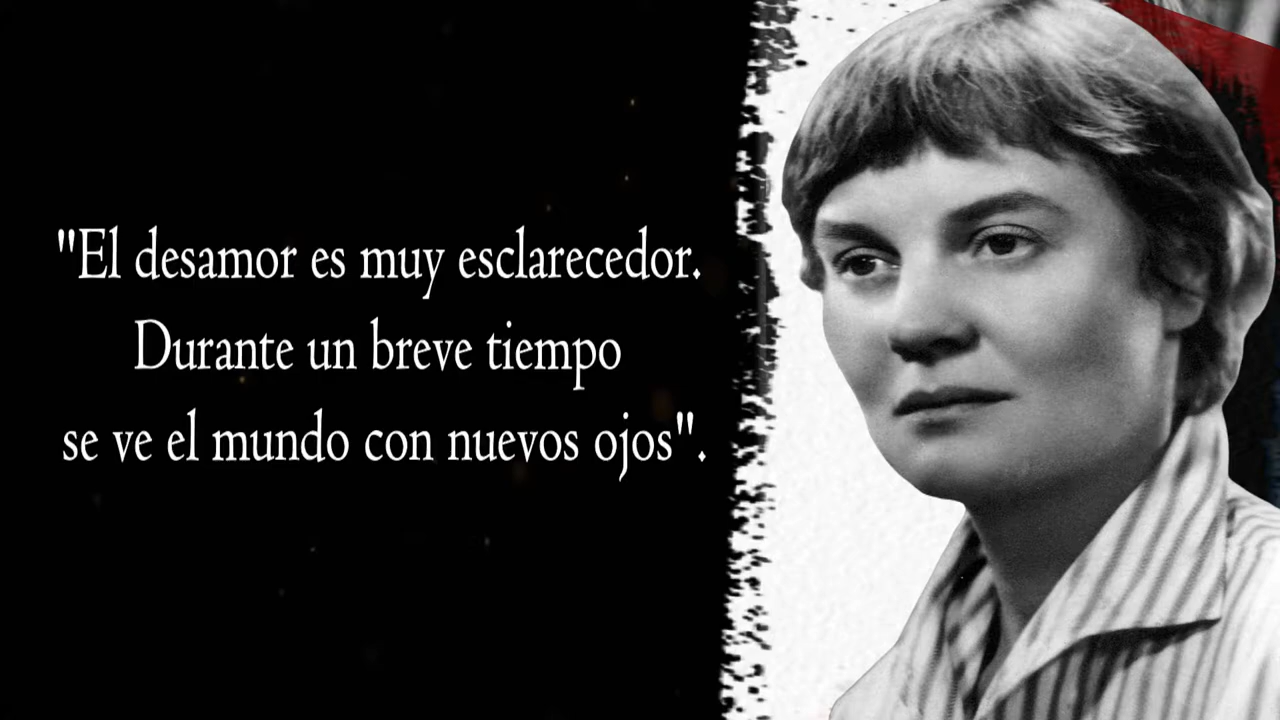 "El desamor es muy esclarecedor.
Durante un breve tiempo
se ve el mundo con nuevos ojos".